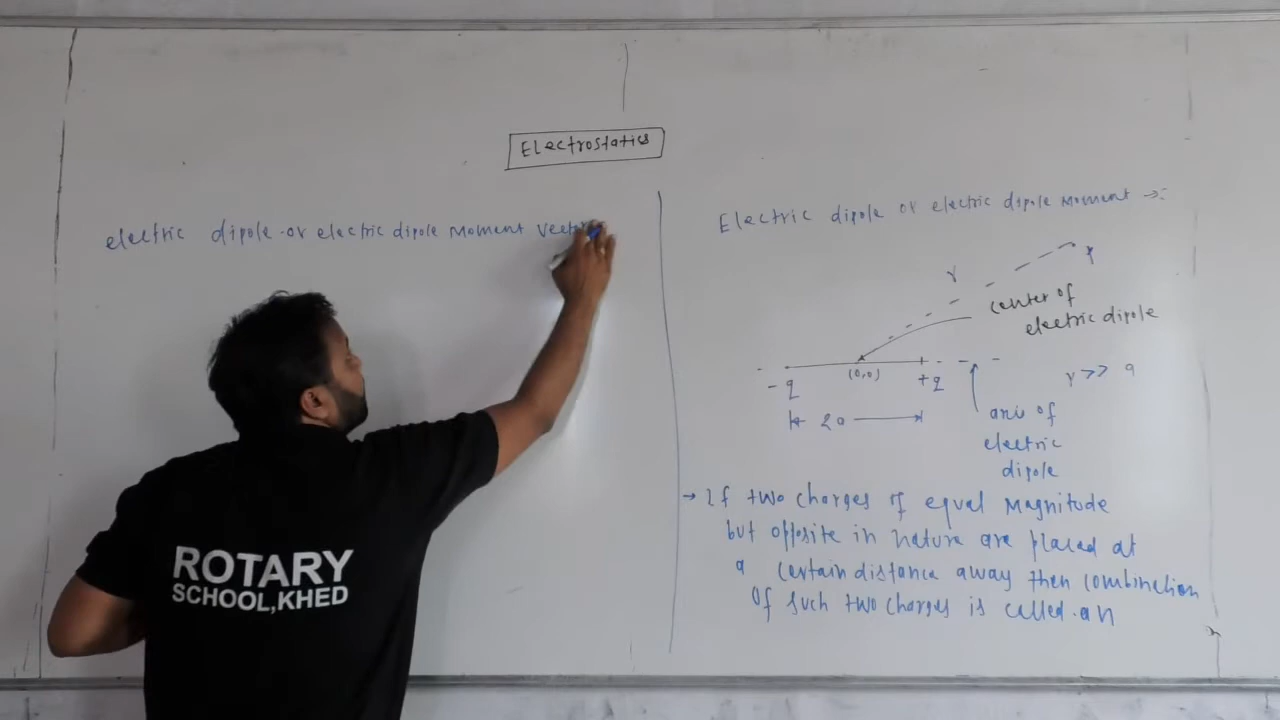 Electrostatics
electric dipole or electric dipole moment vect
Electric dipole or electric dipole moment →:
r
P
center of
electric dipole
(0,0)
- q
+ q
r >> a
2a
axis of
electric
dipole
→ If two charges of equal magnitude
but opposite in nature are placed at
a certain distance away then combination
of such two charges is called an
ROTARY
SCHOOL,KHED